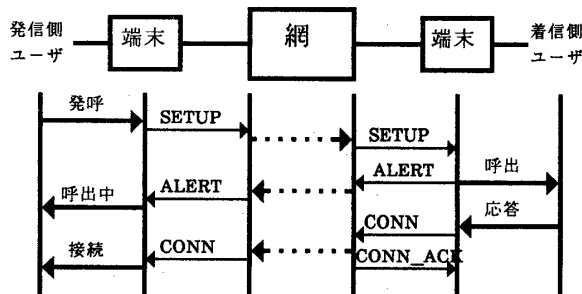 発信側
ユーザ
端末
網
端末
着信側
ユーザ
発呼
SETUP
SETUP
ALERT
呼出
呼出中
ALERT
CONN
応答
接続
CONN
CONN_ACK